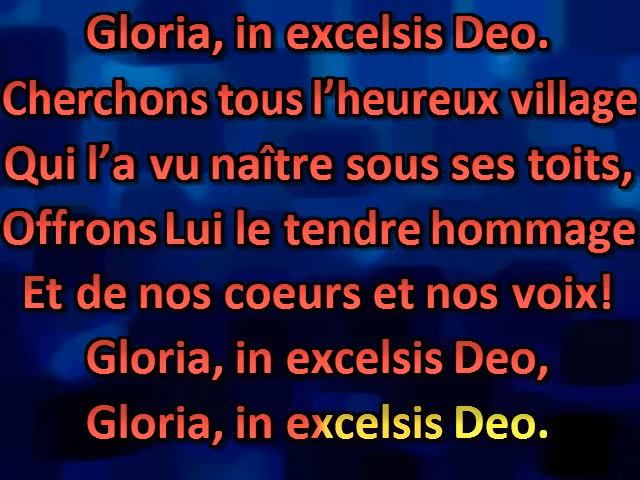 Gloria, in excelsis Deo.
Cherchons tous l’heureux village
Qui l’a vu naître sous ses toits,
Offrons Lui le tendre hommage
Et de nos coeurs et nos voix!
Gloria, in excelsis Deo,
Gloria, in excelsis Deo.